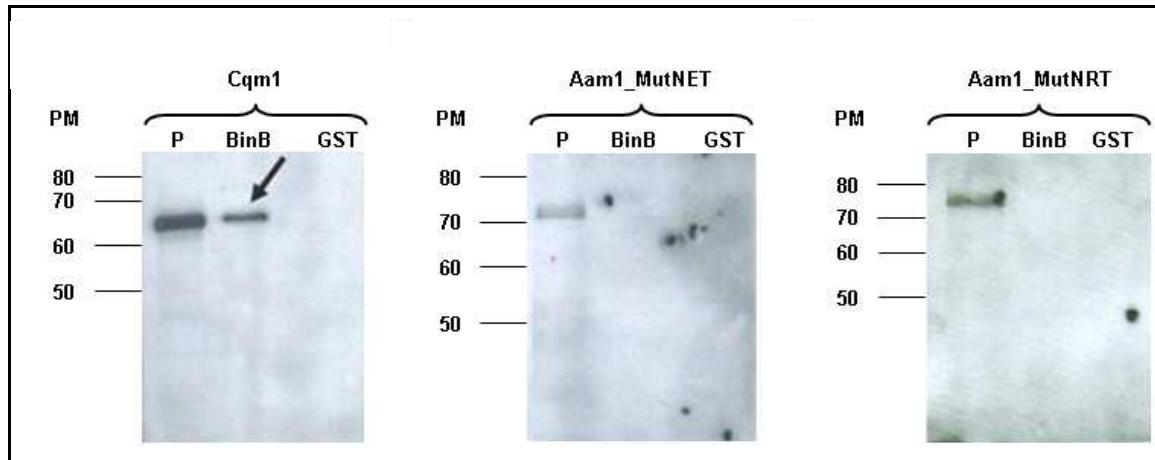 Cqm1
PM
P BinB GST
80
70
60
50
Aam1_MutNET
PM
P BinB GST
80
70
60
50
Aam1_MutNRT
PM
P BinB GST
80
70
60
50